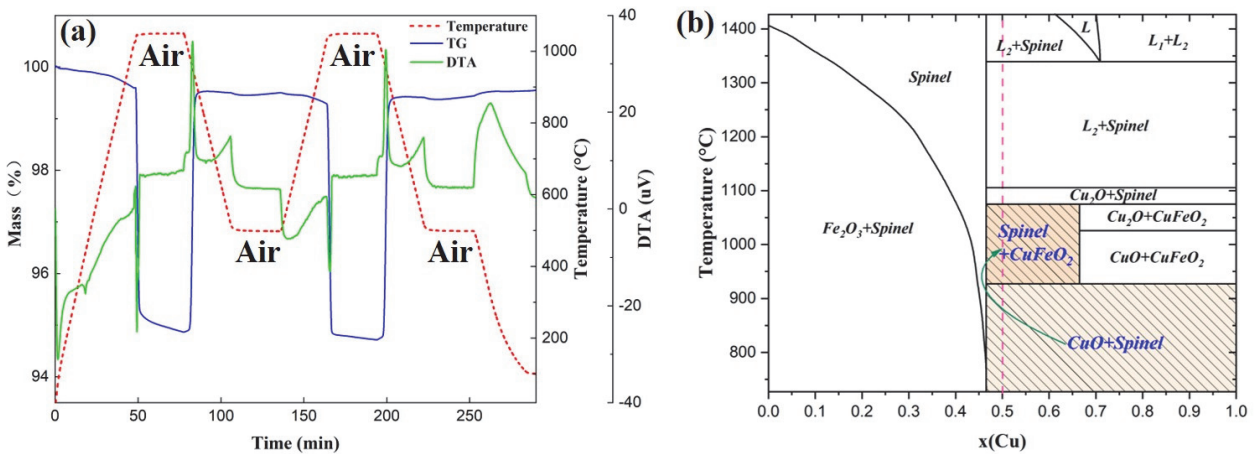 (a)
Temperature
TG
DTA
Air
Air
Air
Air
100
98
96
94
Mass (%)
0
50
100
150
200
250
Time (min)
1000
800
600
400
200
0
Temperature (°C)
40
20
0
-20
-40
DTA (uV)
(b)
1400
1300
1200
1100
1000
900
800
Temperature (°C)
Spinel
Fe2O3+Spinel
L2+Spinel
L
L1+L2
L2+Spinel
Cu2O+Spinel
Cu2O+CuFeO2
Spinel
+CuFeO2
CuO+CuFeO2
CuO+Spinel
0.0
0.1
0.2
0.3
0.4
0.5
0.6
0.7
0.8
0.9
1.0
x(Cu)